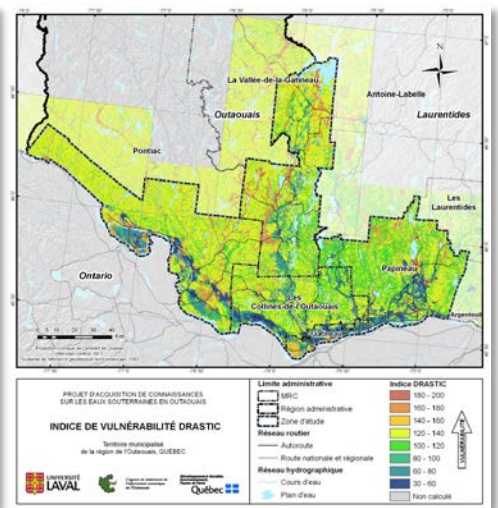 La Vallée-de-la-Gatineau
Antoine-Labelle
Outaouais
Laurentides
Pontiac
Les
Laurentides
Ontario
Papineau
Les
Collines-de-l'Outaouais
Argenteuil
Gatineau
N
PROJET D'ACQUISITION DE CONNAISSANCES
SUR LES EAUX SOUTERRAINES EN OUTAOUAIS
INDICE DE VULNÉRABILITÉ DRASTIC
Territoire municipalisé
de la région de l'Outaouais, QUÉBEC
UNIVERSITÉ
LAVAL
Québec
Limite administrative
MRC
Région administrative
Zone d'étude
Réseau routier
Autoroute
Route nationale et régionale
Réseau hydrographique
Cours d'eau
Plan d'eau
Indice DRASTIC
180 - 200
160 - 180
140 - 160
120 - 140
100 - 120
80 - 100
60 - 80
30 - 60
Non calculé
VULNÉRABILITÉ